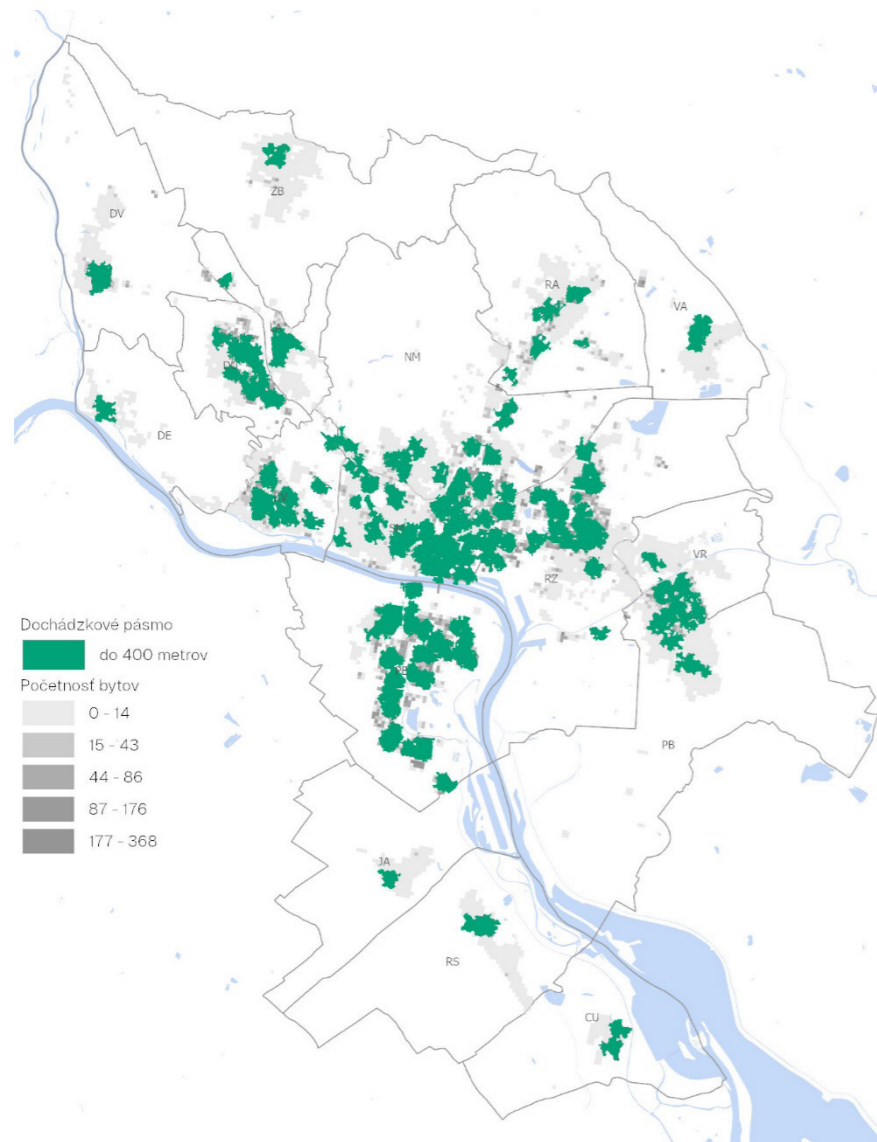 ZB
DV
RA
VA
NM
DE
VR
RZ
Dochádzkové pásmo
do 400 metrov
Početnosť bytov
0 - 14
15 - 43
44 - 86
87 - 176
177 - 368
PB
JA
RS
CU